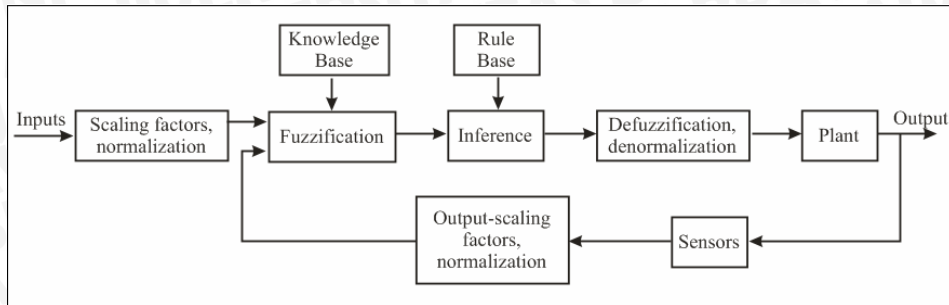 Knowledge
Base
Rule
Base
Inputs
Scaling factors,
normalization
Fuzzification
Inference
Defuzzification,
denormalization
Plant
Output
Output-scaling
factors,
normalization
Sensors